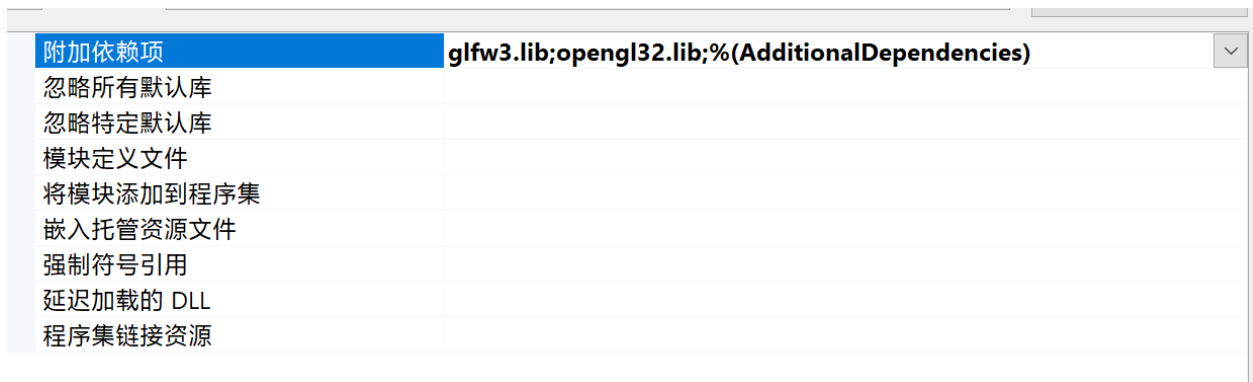 附加依赖项 glfw3.lib;opengl32.lib;%(AdditionalDependencies)
忽略所有默认库
忽略特定默认库
模块定义文件
将模块添加到程序集
嵌入托管资源文件
强制符号引用
延迟加载的 DLL
程序集链接资源